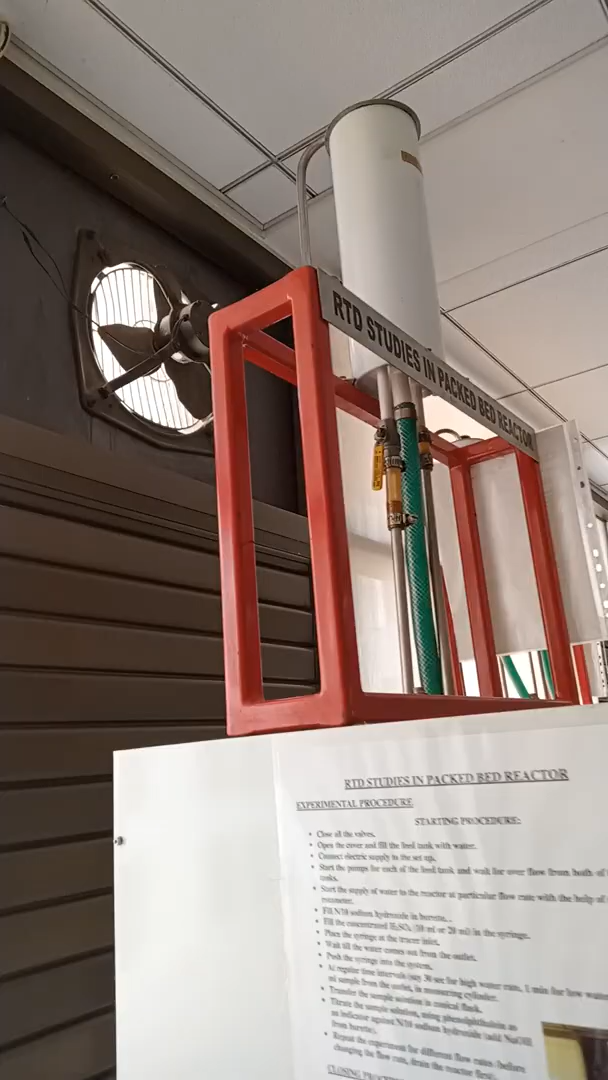 RTD STUDIES IN PACKED BED REACTOR
RTD STUDIES IN PACKED BED REACTOR
EXPERIMENTAL PROCEDURE
STARTING PROCEDURE:
• Close all the valves.
• Open the cover and fill the feed tank with water.
• Connect electric supply to the set up.
• Start the pumps for each of the feed tank and wait for over flow from both of
tanks.
• Start the supply of water to the reactor at particular flow rate with the help of
rotameter.
• Fill N/10 sodium hydroxide in burette.
• Fill the concentrated H₂SO₄ (10 ml or 20 ml) in the syringe.
• Place the syringe at the tracer inlet.
• Wait till the water comes out from the outlet.
• Push the syringe into the system.
• At regular time intervals (say 30 sec for high water rate, 1 min for low water
ml sample from the outlet, in measuring cylinder.
• Transfer the sample solution in conical flask.
• Titrate the sample solution, using phenolphthalein as
an indicator against N/10 sodium hydroxide (add NaOH
from burette).
• Repeat the experiment for different flow rates (before
changing the flow rate, drain the reactor first).
CLOSING